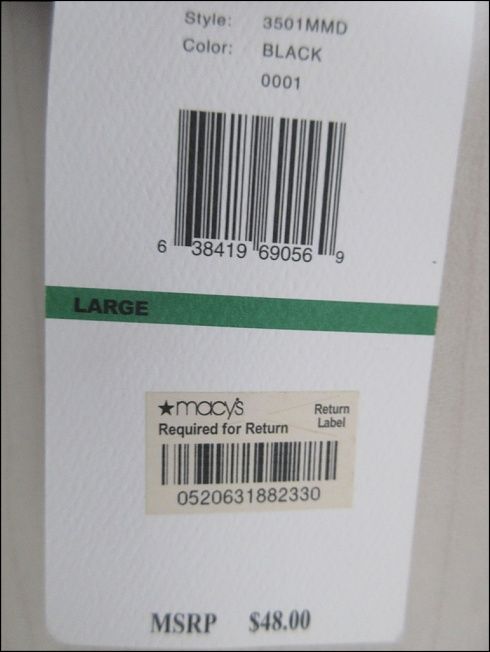 Style: 3501MMD
Color: BLACK
0001
6 38419 69056 9
LARGE
★macy's
Return
Label
Required for Return
0520631882330
MSRP $48.00